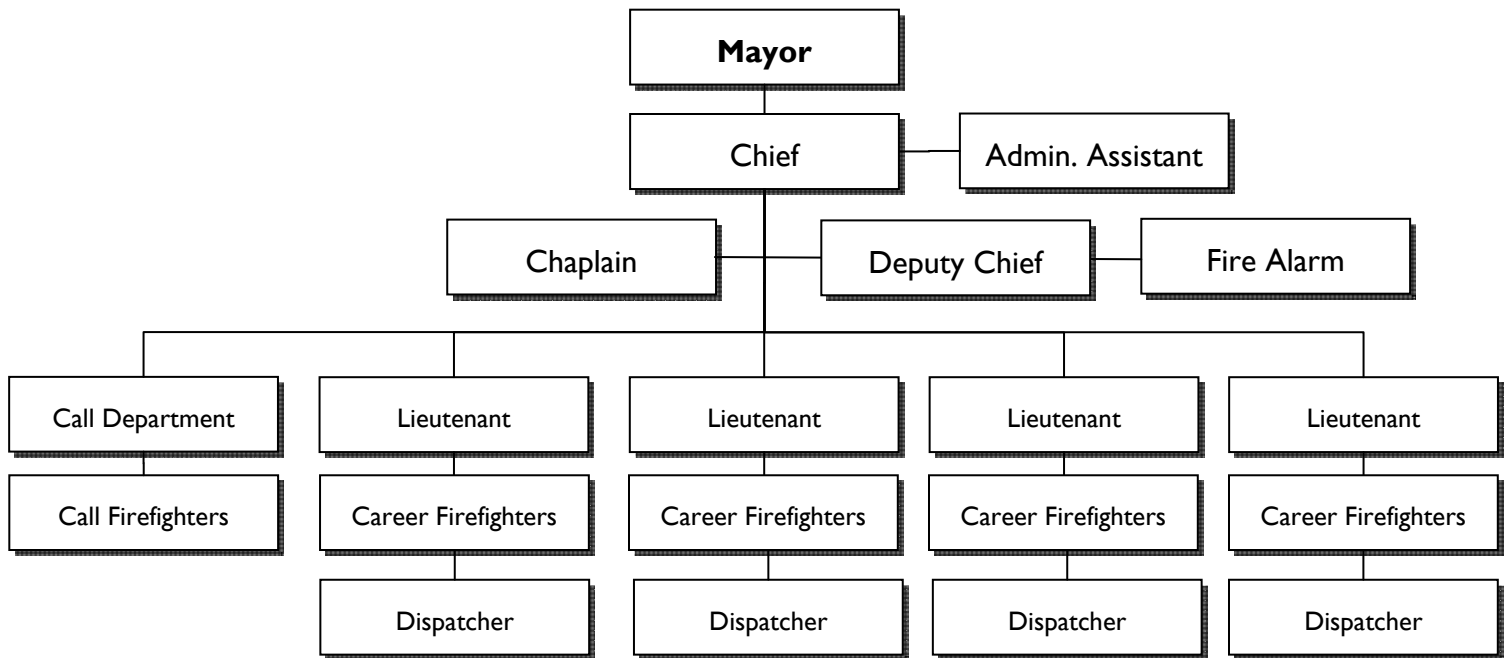 Mayor
Chief
Admin. Assistant
Chaplain
Deputy Chief
Fire Alarm
Call Department
Lieutenant
Lieutenant
Lieutenant
Lieutenant
Call Firefighters
Career Firefighters
Career Firefighters
Career Firefighters
Career Firefighters
Dispatcher
Dispatcher
Dispatcher
Dispatcher